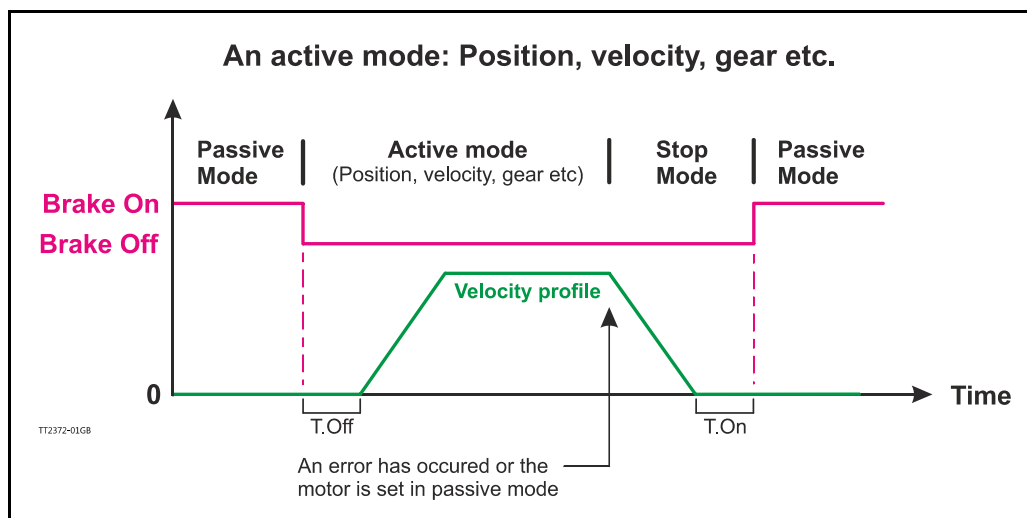 An active mode: Position, velocity, gear etc.
Passive
Mode
Active mode
(Position, velocity, gear etc)
Stop
Mode
Passive
Mode
Brake On
Brake Off
Velocity profile
0
Time
T.Off
T.On
TT2372-01GB
An error has occured or the
motor is set in passive mode